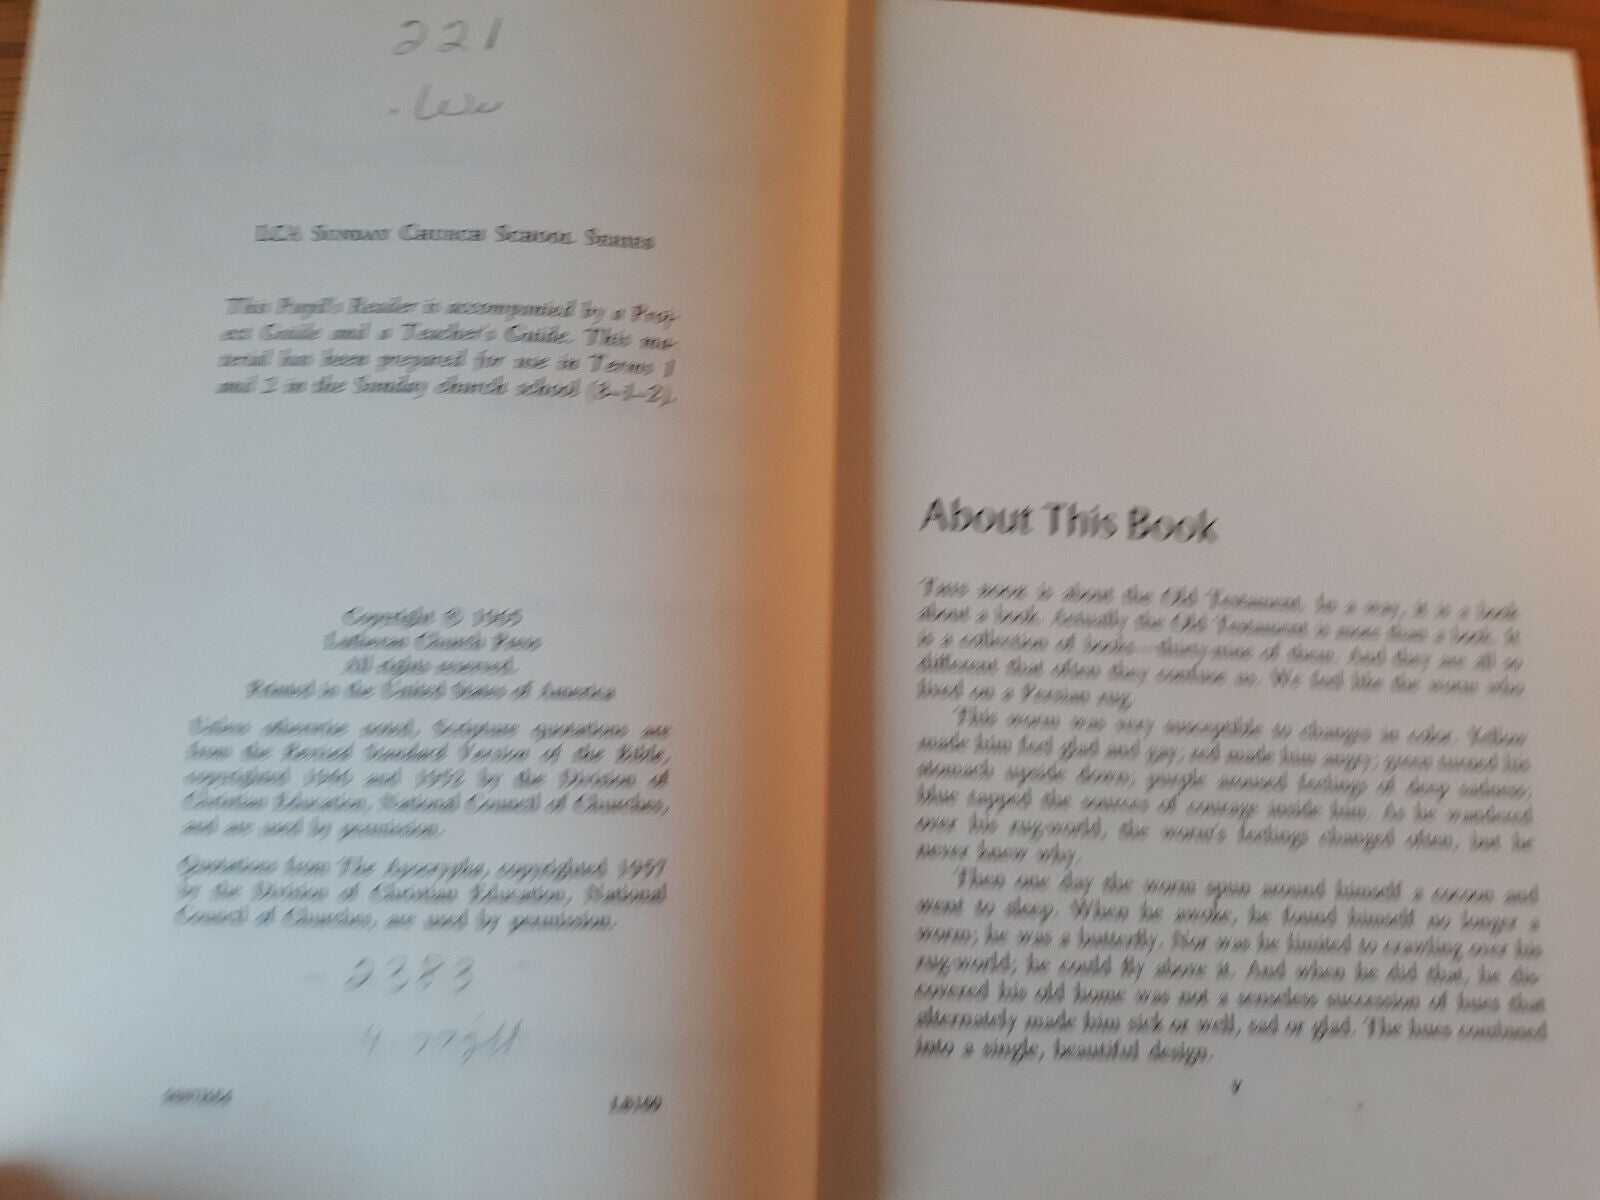 221
LCA SUNDAY CHURCH SCHOOL SERIES
This Pupil's Reader is accompanied by a Proj-
ect Guide and a Teacher's Guide. This ma-
terial has been prepared for use in Terms 1
and 2 in the Sunday church school (8–1–2).
Copyright © 1965
Lutheran Church Press
All rights reserved.
Printed in the United States of America
Unless otherwise noted, Scripture quotations are
from the Revised Standard Version of the Bible,
copyrighted 1946 and 1952 by the Division of
Christian Education, National Council of Churches,
and are used by permission.
Quotations from The Apocrypha, copyrighted 1957
by the Division of Christian Education, National
Council of Churches, are used by permission.
2383
About This Book
THIS BOOK is about the Old Testament. In a way, it is a book
about a book. Actually the Old Testament is more than a book. It
is a collection of books—thirty-nine of them. And they are all so
different that often they confuse us. We feel like the worm who
lived on a Persian rug.
This worm was very susceptible to changes in color. Yellow
made him feel glad and gay; red made him angry; green turned his
stomach upside down; purple aroused feelings of deep sadness;
blue tapped the sources of courage inside him. As he wandered
over his rug-world, the worm's feelings changed often, but he
never knew why.
Then one day the worm spun around himself a cocoon and
went to sleep. When he awoke, he found himself no longer a
worm; he was a butterfly. Nor was he limited to crawling over his
rug-world; he could fly above it. And when he did that, he dis-
covered his old home was not a senseless succession of hues that
alternately made him sick or well, sad or glad. The hues combined
into a single, beautiful design.
v